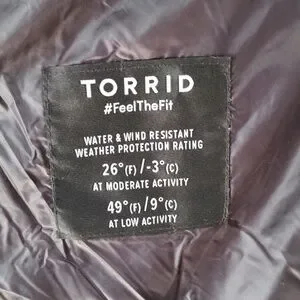 TORRID
#FeelTheFit
WATER & WIND RESISTANT
WEATHER PROTECTION RATING
26°(F) / -3°(C)
AT MODERATE ACTIVITY
49°(F) / 9°(C)
AT LOW ACTIVITY